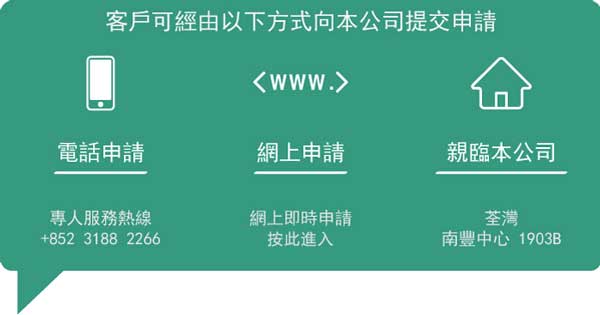 客戶可經由以下方式向本公司提交申請
<www.>
電話申請
網上申請
親臨本公司
專人服務熱線
+852 3188 2266
網上即時申請
按此進入
荃灣
南豐中心 1903B